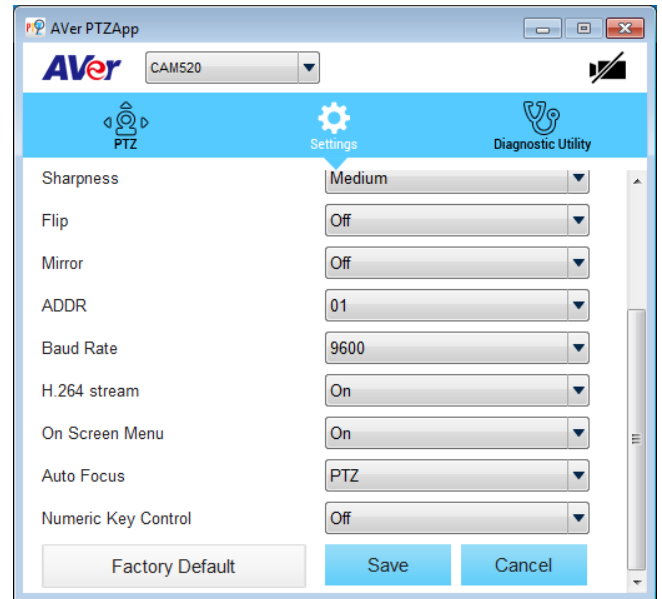 AVer PTZApp
AVer CAM520
PTZ Settings Diagnostic Utility
Sharpness Medium
Flip Off
Mirror Off
ADDR 01
Baud Rate 9600
H.264 stream On
On Screen Menu On
Auto Focus PTZ
Numeric Key Control Off
Factory Default Save Cancel